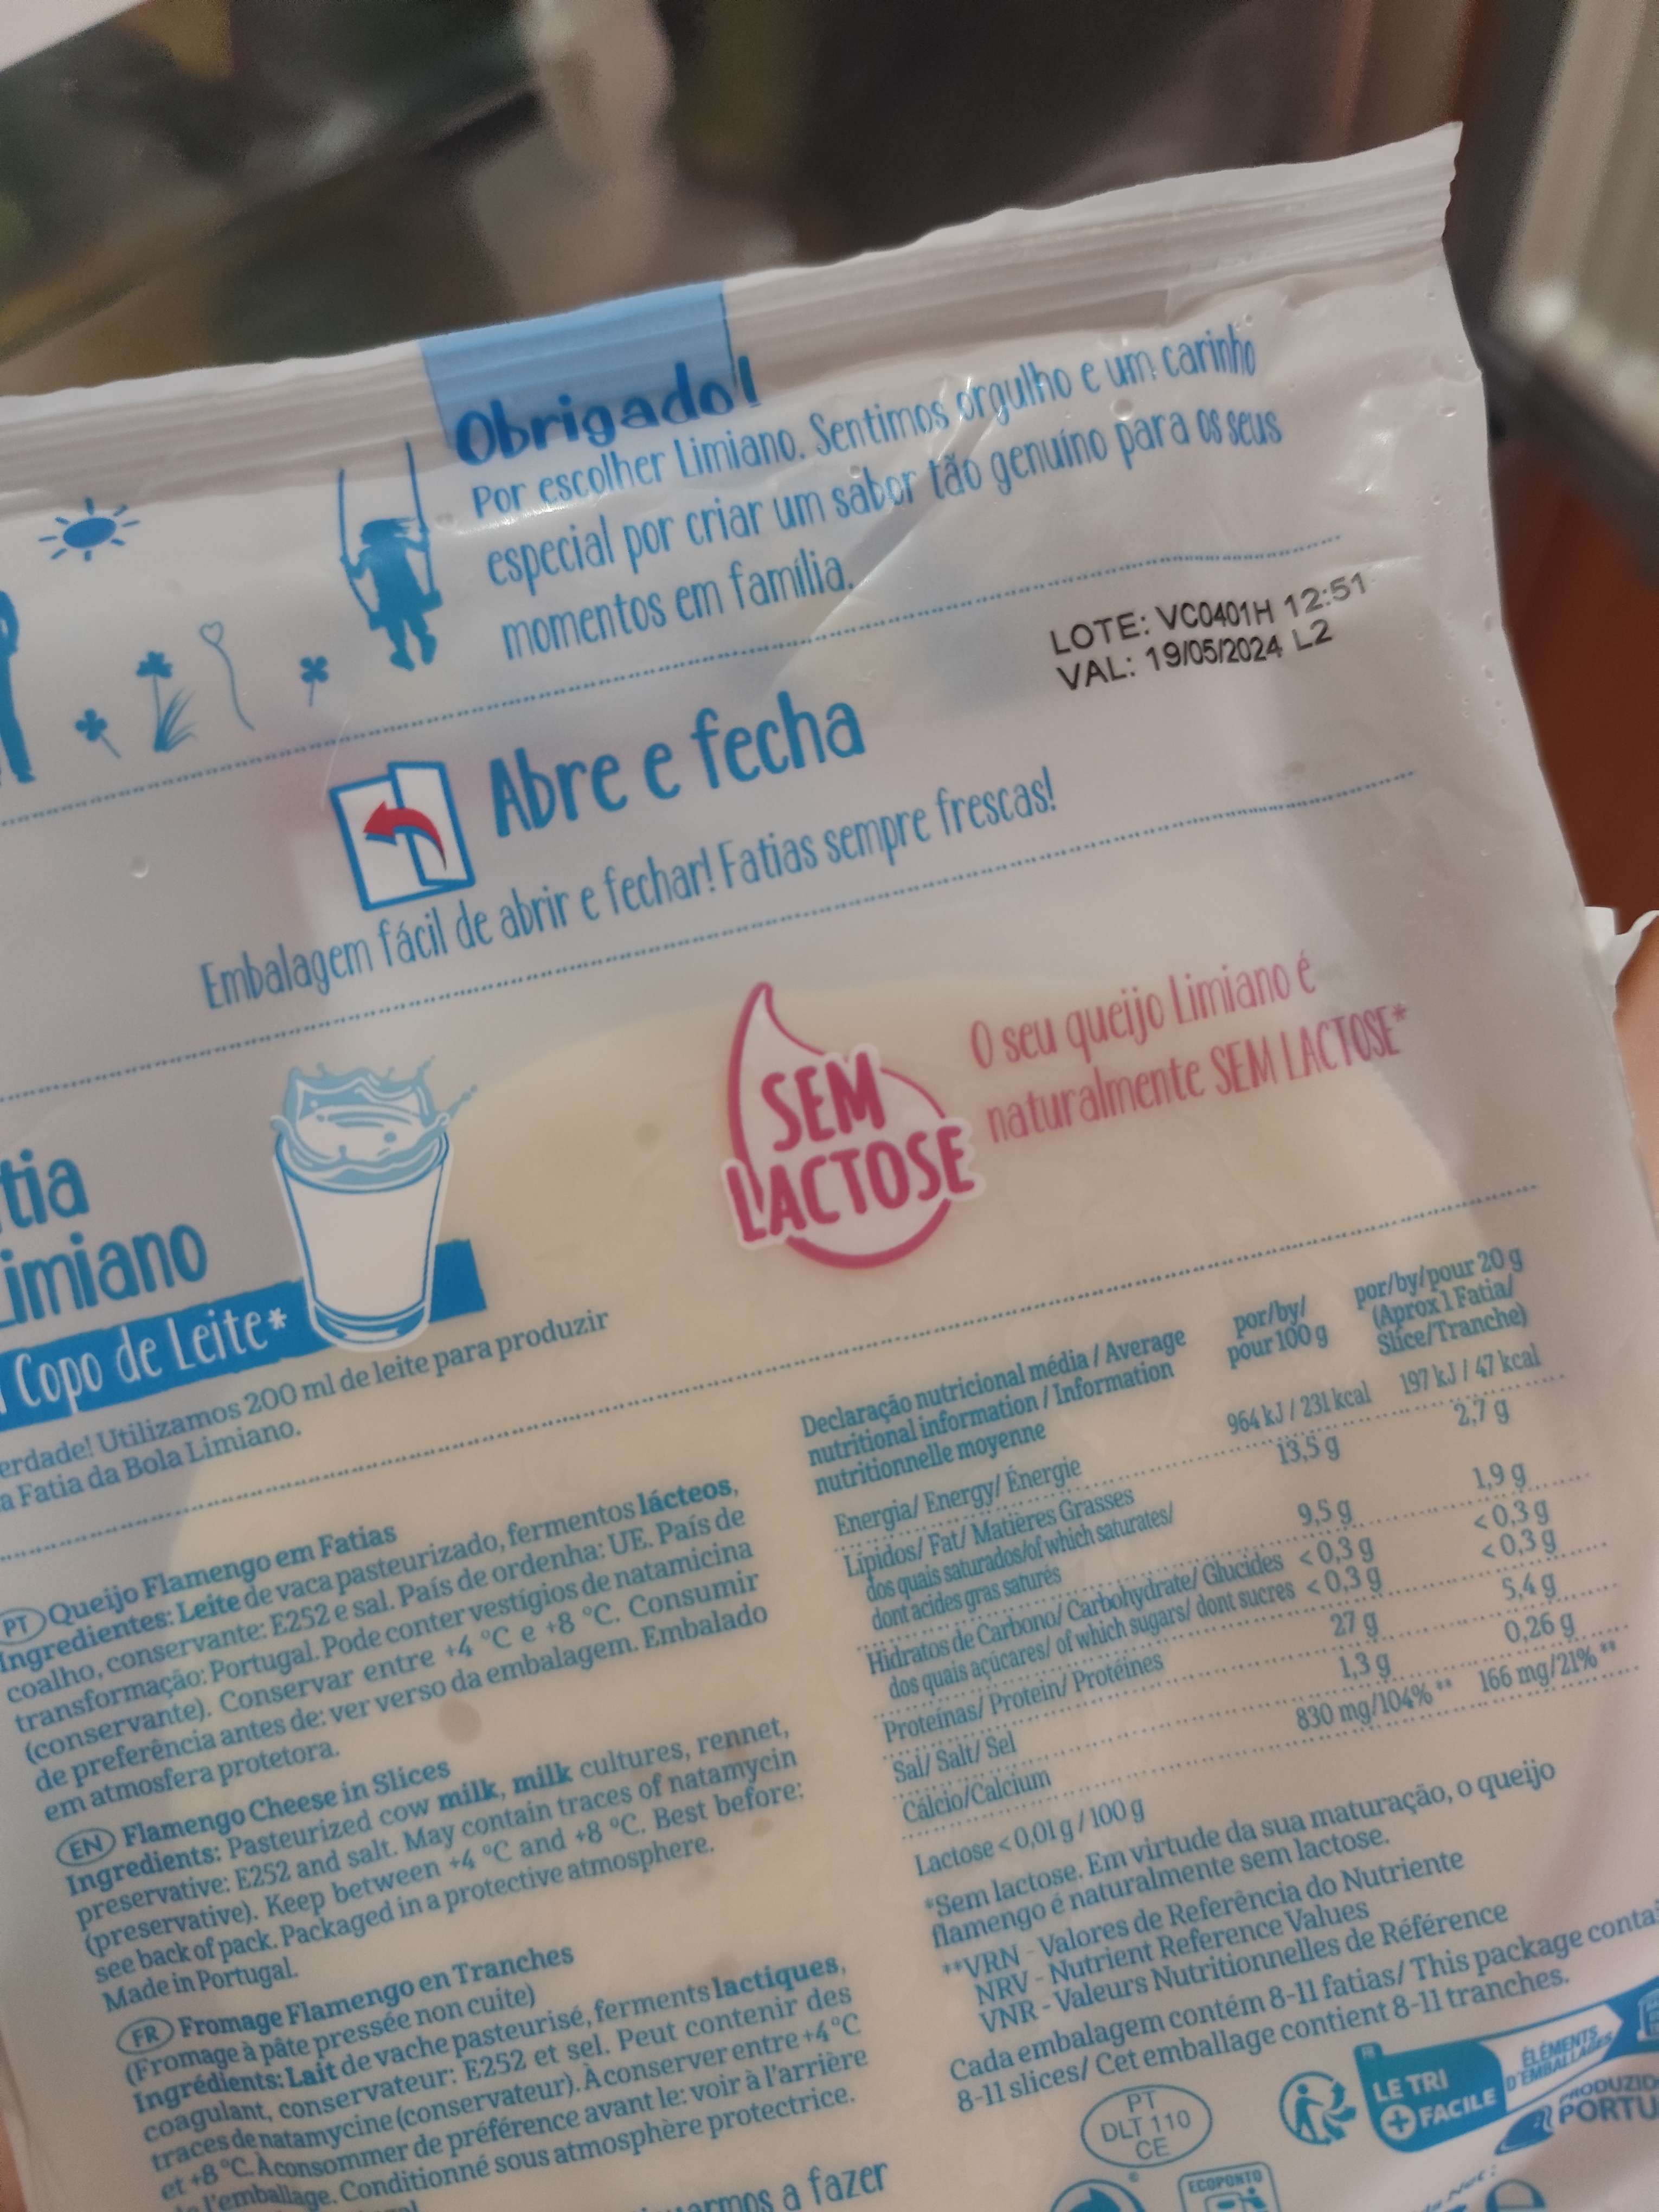 Obrigado!
Por escolher Limiano. Sentimos orgulho e um carinho
especial por criar um sabor tão genuíno para os seus
momentos em família.
LOTE: VC0401H 12:51
VAL: 19/05/2024 L2
Abre e fecha
Embalagem fácil de abrir e fechar! Fatias sempre frescas!
SEM
LACTOSE
O seu queijo Limiano é
naturalmente SEM LACTOSE*
Limiano
Copo de Leite*
Utilizamos 200 ml de leite para produzir
a Fatia da Bola Limiano.
PT Queijo Flamengo em Fatias
Ingredientes: Leite de vaca pasteurizado, fermentos lácteos,
coalho, conservante: E252 e sal. País de ordenha: UE. País de
transformação: Portugal. Pode conter vestígios de natamicina
(conservante). Conservar entre +4 °C e +8 °C. Consumir
de preferência antes de: ver verso da embalagem. Embalado
em atmosfera protetora.
EN Flamengo Cheese in Slices
Ingredients: Pasteurized cow milk, milk cultures, rennet,
preservative: E252 and salt. May contain traces of natamycin
(preservative). Keep between +4 °C and +8 °C. Best before:
see back of pack. Packaged in a protective atmosphere.
Made in Portugal.
FR Fromage Flamengo en Tranches
(Fromage à pâte pressée non cuite)
Ingrédients: Lait de vache pasteurisé, ferments lactiques,
coagulant, conservateur: E252 et sel. Peut contenir des
traces de natamycine (conservateur). À conserver entre +4 °C
et +8 °C. À consommer de préférence avant le: voir à l'arrière
l'emballage. Conditionné sous atmosphère protectrice.
a fazer
Declaração nutricional média / Average
nutritional information / Information
nutritionnelle moyenne
por/by/
pour 100 g
por/by/pour 20 g
(Aprox 1 Fatia/
Slice/Tranche)
Energia/ Energy/ Énergie 964 kJ / 231 kcal 197 kJ / 47 kcal
Lípidos/ Fat/ Matières Grasses 13,5 g 2,7 g
dos quais saturados/of which saturates/
dont acides gras saturés 9,5 g 1,9 g
Hidratos de Carbono/ Carbohydrate/ Glucides < 0,3 g < 0,3 g
dos quais açúcares/ of which sugars/ dont sucres < 0,3 g < 0,3 g
Proteínas/ Protein/ Protéines 27 g 5,4 g
Sal/ Salt/ Sel 1,3 g 0,26 g
Cálcio/Calcium 830 mg/104% ** 166 mg/21% **
Lactose < 0,01 g / 100 g
*Sem lactose. Em virtude da sua maturação, o queijo
flamengo é naturalmente sem lactose.
**VRN - Valores de Referência do Nutriente
NRV - Nutrient Reference Values
VNR - Valeurs Nutritionnelles de Référence
Cada embalagem contém 8-11 fatias/ This package
8-11 slices/ Cet emballage contient 8-11 tranches.
PT
DLT 110
CE
FR
LE TRI
+ FACILE
ÉLÉMENTS
D'EMBALLAGES
ECOPONTO